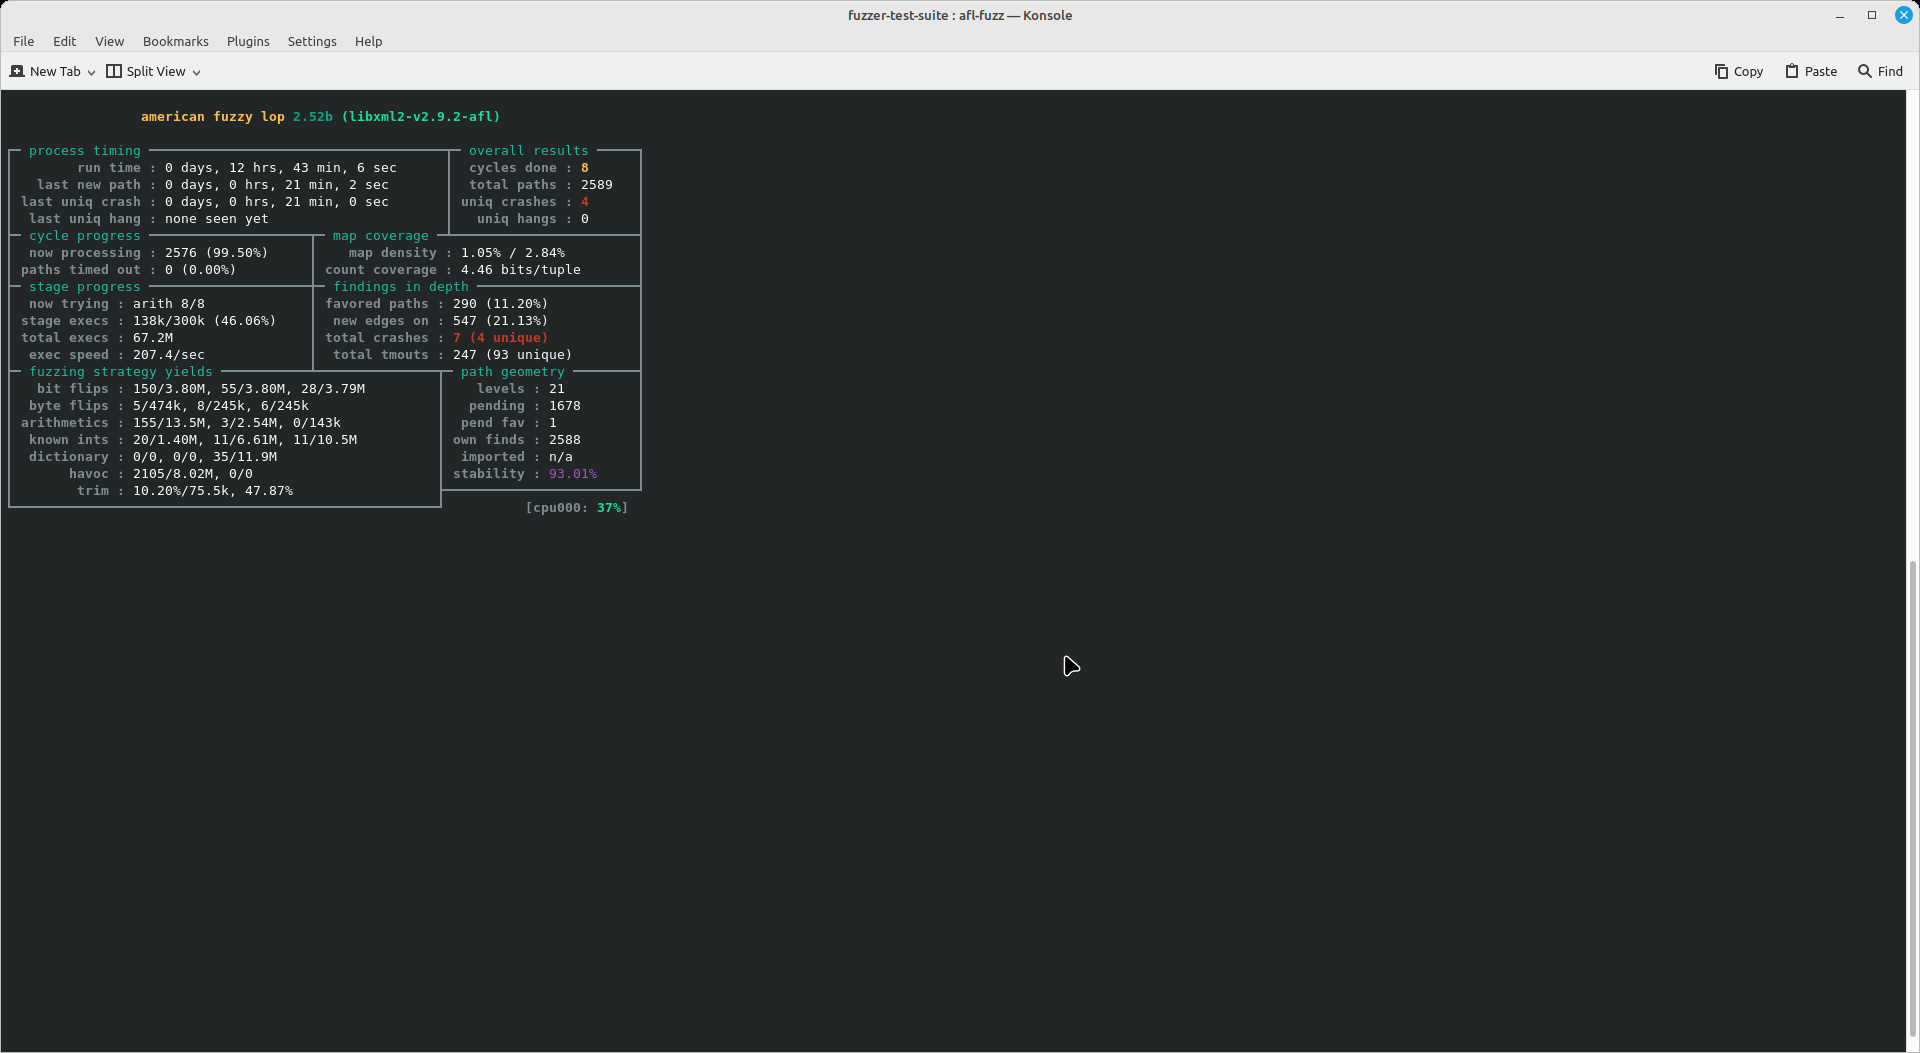 fuzzer-test-suite : afl-fuzz — Konsole
File Edit View Bookmarks Plugins Settings Help
New Tab Split View Copy Paste Find
american fuzzy lop 2.52b (libxml2-v2.9.2-afl)
process timing overall results
run time : 0 days, 12 hrs, 43 min, 6 sec cycles done : 8
last new path : 0 days, 0 hrs, 21 min, 2 sec total paths : 2589
last uniq crash : 0 days, 0 hrs, 21 min, 0 sec uniq crashes : 4
last uniq hang : none seen yet uniq hangs : 0
cycle progress map coverage
now processing : 2576 (99.50%) map density : 1.05% / 2.84%
paths timed out : 0 (0.00%) count coverage : 4.46 bits/tuple
stage progress findings in depth
now trying : arith 8/8 favored paths : 290 (11.20%)
stage execs : 138k/300k (46.06%) new edges on : 547 (21.13%)
total execs : 67.2M total crashes : 7 (4 unique)
exec speed : 207.4/sec total tmouts : 247 (93 unique)
fuzzing strategy yields path geometry
bit flips : 150/3.80M, 55/3.80M, 28/3.79M levels : 21
byte flips : 5/474k, 8/245k, 6/245k pending : 1678
arithmetics : 155/13.5M, 3/2.54M, 0/143k pend fav : 1
known ints : 20/1.40M, 11/6.61M, 11/10.5M own finds : 2588
dictionary : 0/0, 0/0, 35/11.9M imported : n/a
havoc : 2105/8.02M, 0/0 stability : 93.01%
trim : 10.20%/75.5k, 47.87%
[cpu000: 37%]